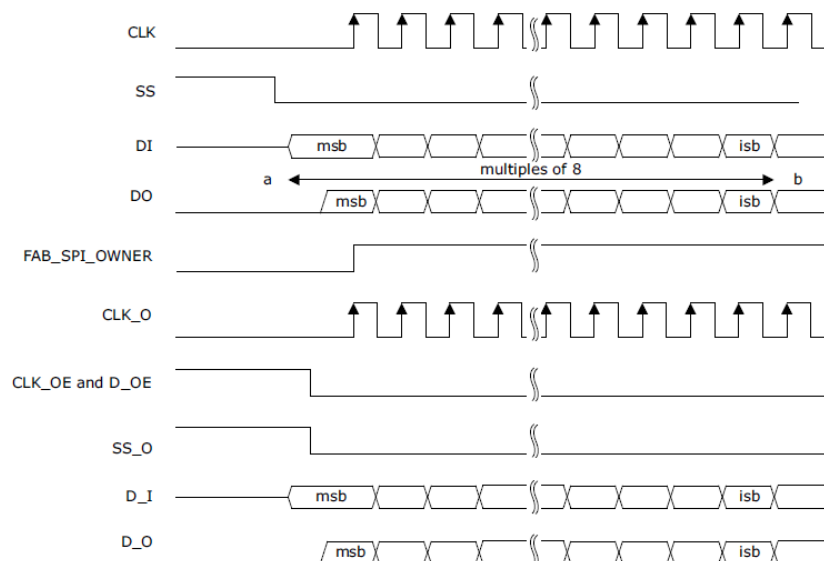 CLK
SS
DI msb isb
a multiples of 8 b
DO msb isb
FAB_SPI_OWNER
CLK_O
CLK_OE and D_OE
SS_O
D_I msb isb
D_O msb isb